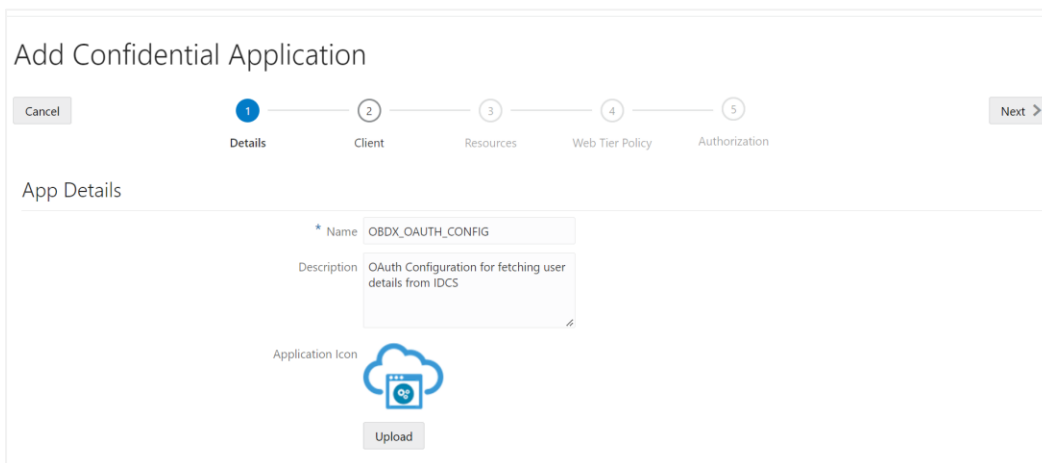 Add Confidential Application
Cancel
1
2
3
4
5
Next
Details
Client
Resources
Web Tier Policy
Authorization
App Details
* Name OBDX_OAUTH_CONFIG
Description OAuth Configuration for fetching user
details from IDCS
Application Icon
Upload